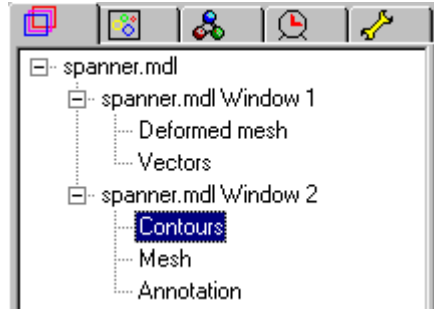 spanner.mdl
spanner.mdl Window 1
Deformed mesh
Vectors
spanner.mdl Window 2
Contours
Mesh
Annotation